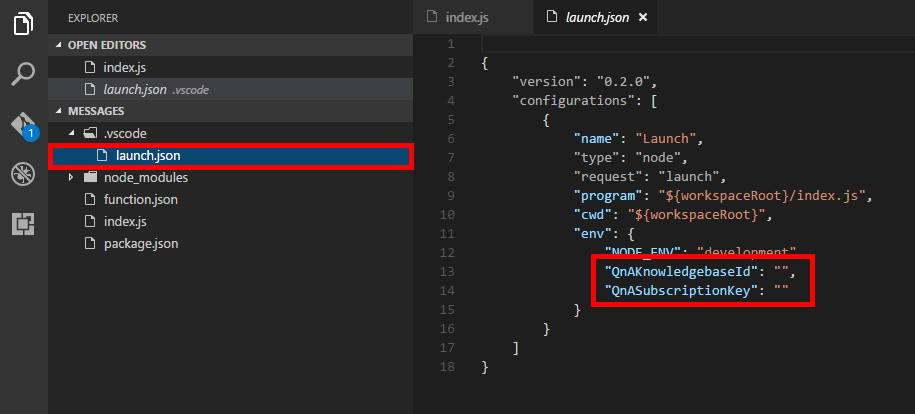 EXPLORER
OPEN EDITORS
index.js
launch.json .vscode
MESSAGES
.vscode
launch.json
node_modules
function.json
index.js
package.json
1
index.js
launch.json
1
2 {
3 "version": "0.2.0",
4 "configurations": [
5 {
6 "name": "Launch",
7 "type": "node",
8 "request": "launch",
9 "program": "${workspaceRoot}/index.js",
10 "cwd": "${workspaceRoot}",
11 "env": {
12 "NODE_ENV": "development"
13 "QnAKnowledgebaseId": "",
14 "QnASubscriptionKey": ""
15 }
16 }
17 ]
18 }